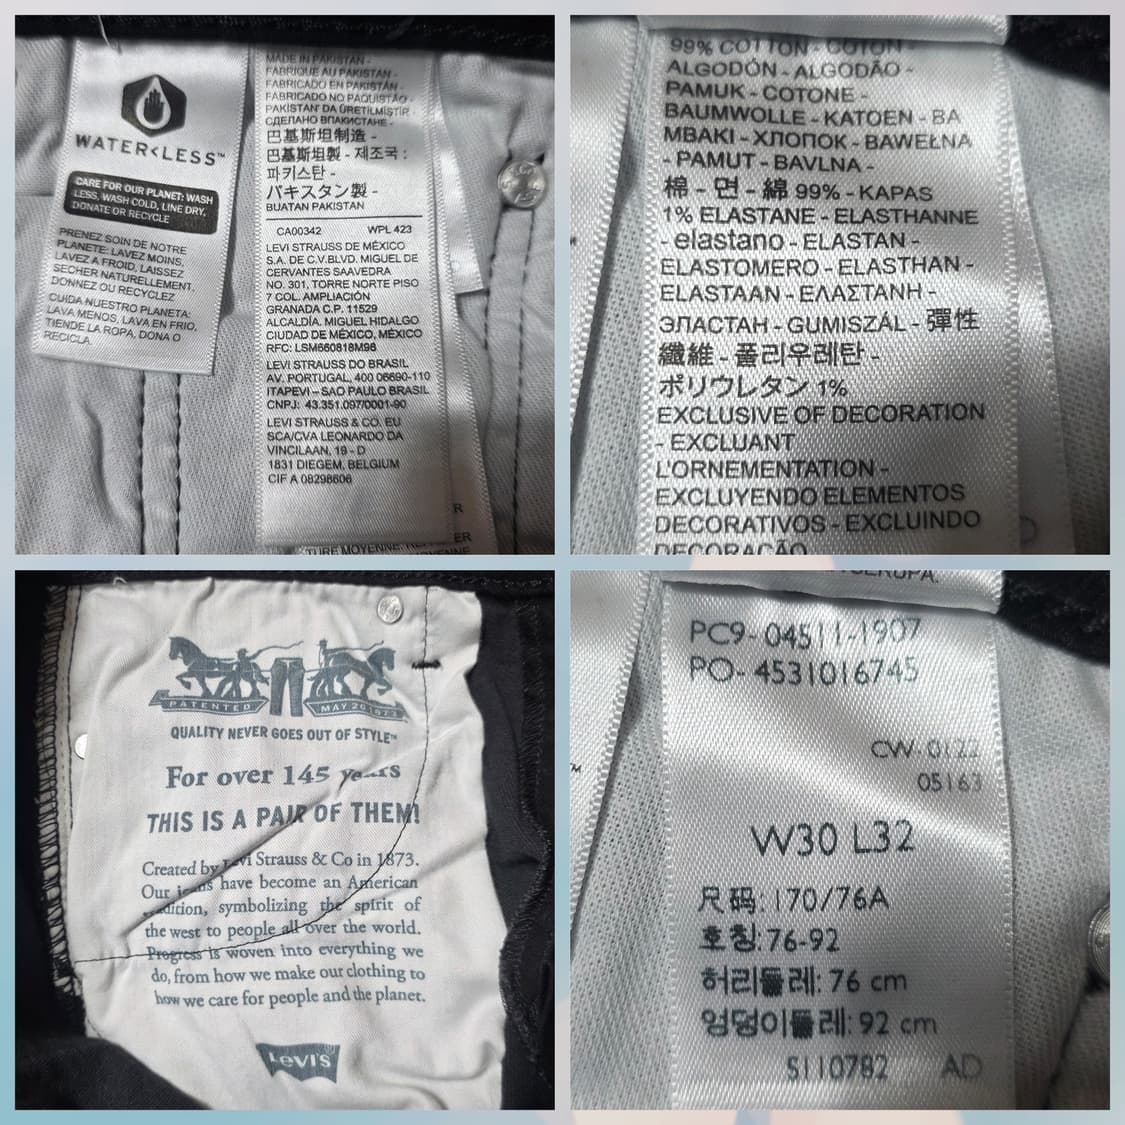 WATER<LESS™
CARE FOR OUR PLANET: WASH
LESS, WASH COLD, LINE DRY,
DONATE OR RECYCLE
PRENEZ SOIN DE NOTRE
PLANETE: LAVEZ MOINS,
LAVEZ A FROID, LAISSEZ
SECHER NATURELLEMENT,
DONNEZ OU RECYCLEZ
CUIDA NUESTRO PLANETA:
LAVA MENOS, LAVA EN FRIO,
TIENDE LA ROPA, DONA O
RECICLA
MADE IN PAKISTAN -
FABRIQUE AU PAKISTAN -
FABRICADO EN PAKISTÁN -
FABRICADO NO PAQUISTÃO -
PAKISTAN' DA ÜRETİLMİŞTİR -
СДЕЛАНО ВПАКИСТАНЕ -
巴基斯坦制造 -
巴基斯坦製 - 제조국 :
파키스탄 -
パキスタン製 -
BUATAN PAKISTAN
CA00342 WPL 423
LEVI STRAUSS DE MÉXICO
S.A. DE C.V.BLVD. MIGUEL DE
CERVANTES SAAVEDRA
NO. 301, TORRE NORTE PISO
7 COL. AMPLIACIÓN
GRANADA C.P. 11529
ALCALDÍA. MIGUEL HIDALGO
CIUDAD DE MÉXICO, MÉXICO
RFC: LSM660818M98
LEVI STRAUSS DO BRASIL
AV. PORTUGAL, 400 06690-110
ITAPEVI – SAO PAULO BRASIL
CNPJ: 43.351.097/0001-90
LEVI STRAUSS & CO. EU
SCA/CVA LEONARDO DA
VINCILAAN, 19 - D
1831 DIEGEM, BELGIUM
CIF A 08298606
99% COTTON - COTON -
ALGODÓN - ALGODÃO -
PAMUK - COTONE -
BAUMWOLLE - KATOEN - BA
MBAKI - ХЛОПОК - BAWEŁNA
- PAMUT - BAVLNA -
棉 - 면 - 綿 99% - KAPAS
1% ELASTANE - ELASTHANNE
- elastano - ELASTAN -
ELASTOMERO - ELASTHAN -
ELASTAAN - ΕΛΑΣΤΑΝΗ -
ЭЛАСТАН - GUMISZÁL - 彈性
纖維 - 폴리우레탄 -
ポリウレタン 1%
EXCLUSIVE OF DECORATION
- EXCLUANT
L'ORNEMENTATION -
EXCLUYENDO ELEMENTOS
DECORATIVOS - EXCLUINDO
DECORAÇÃO
PATENTED MAY 20 1873
QUALITY NEVER GOES OUT OF STYLE™
For over 145 years
THIS IS A PAIR OF THEM!
Created by Levi Strauss & Co in 1873.
Our jeans have become an American
tradition, symbolizing the spirit of
the west to people all over the world.
Progress is woven into everything we
do, from how we make our clothing to
how we care for people and the planet.
Levi's
PC9-04511-1907
PO- 4531016745
CW- 0122
05163
W30 L32
尺码: 170/76A
호칭: 76-92
허리둘레: 76 cm
엉덩이둘레: 92 cm
S110782 AD